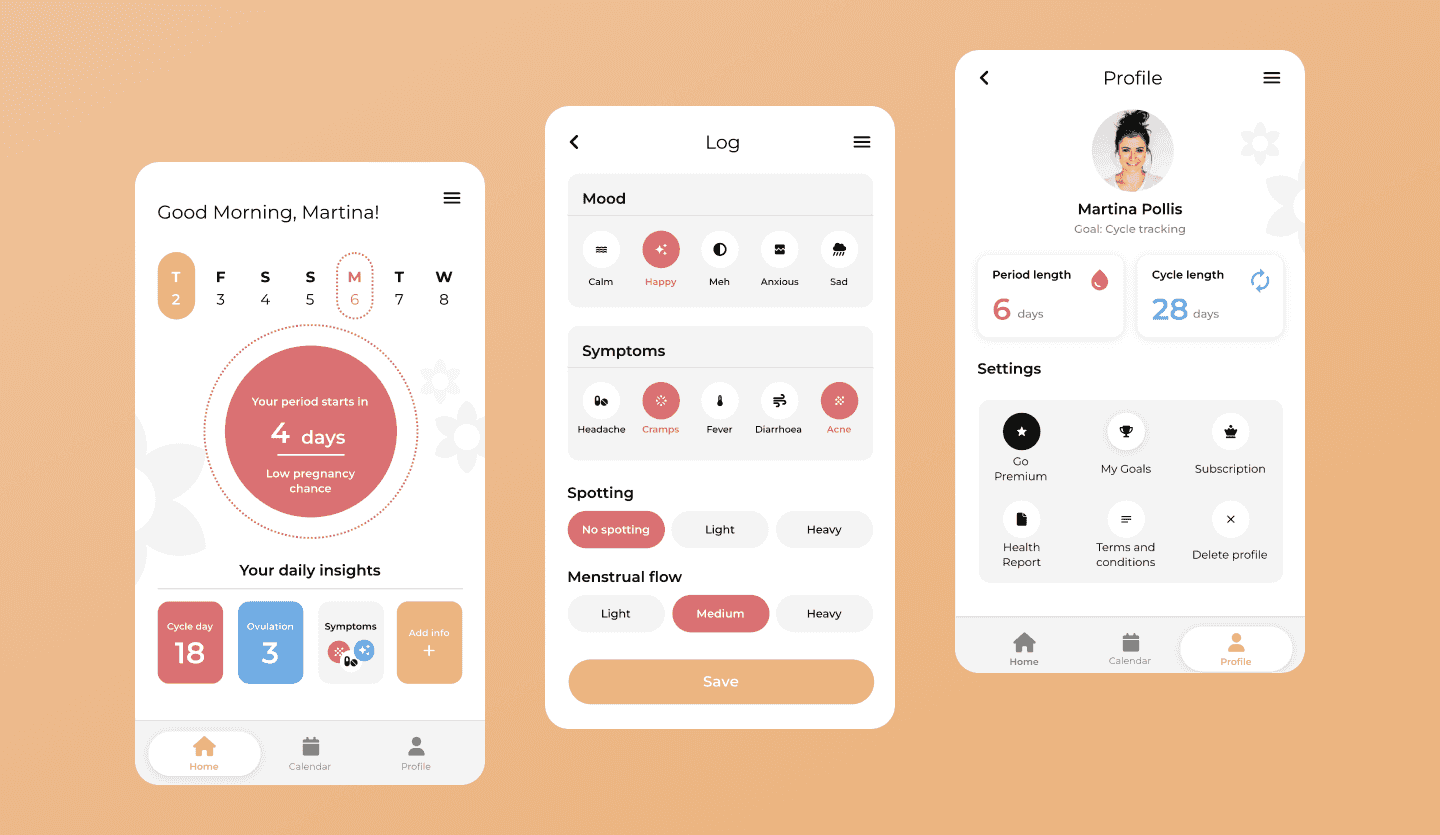 Good Morning, Martina!
T F S S M T W
2 3 4 5 6 7 8
Your period starts in
4 days
Low pregnancy
chance
Your daily insights
Cycle day
18
Ovulation
3
Symptoms
Add info
+
Home Calendar Profile
Log
Mood
Calm Happy Meh Anxious Sad
Symptoms
Headache Cramps Fever Diarrhoea Acne
Spotting
No spotting Light Heavy
Menstrual flow
Light Medium Heavy
Save
Profile
Martina Pollis
Goal: Cycle tracking
Period length
6 days
Cycle length
28 days
Settings
Go
Premium
My Goals
Subscription
Health
Report
Terms and
conditions
Delete profile
Home Calendar Profile